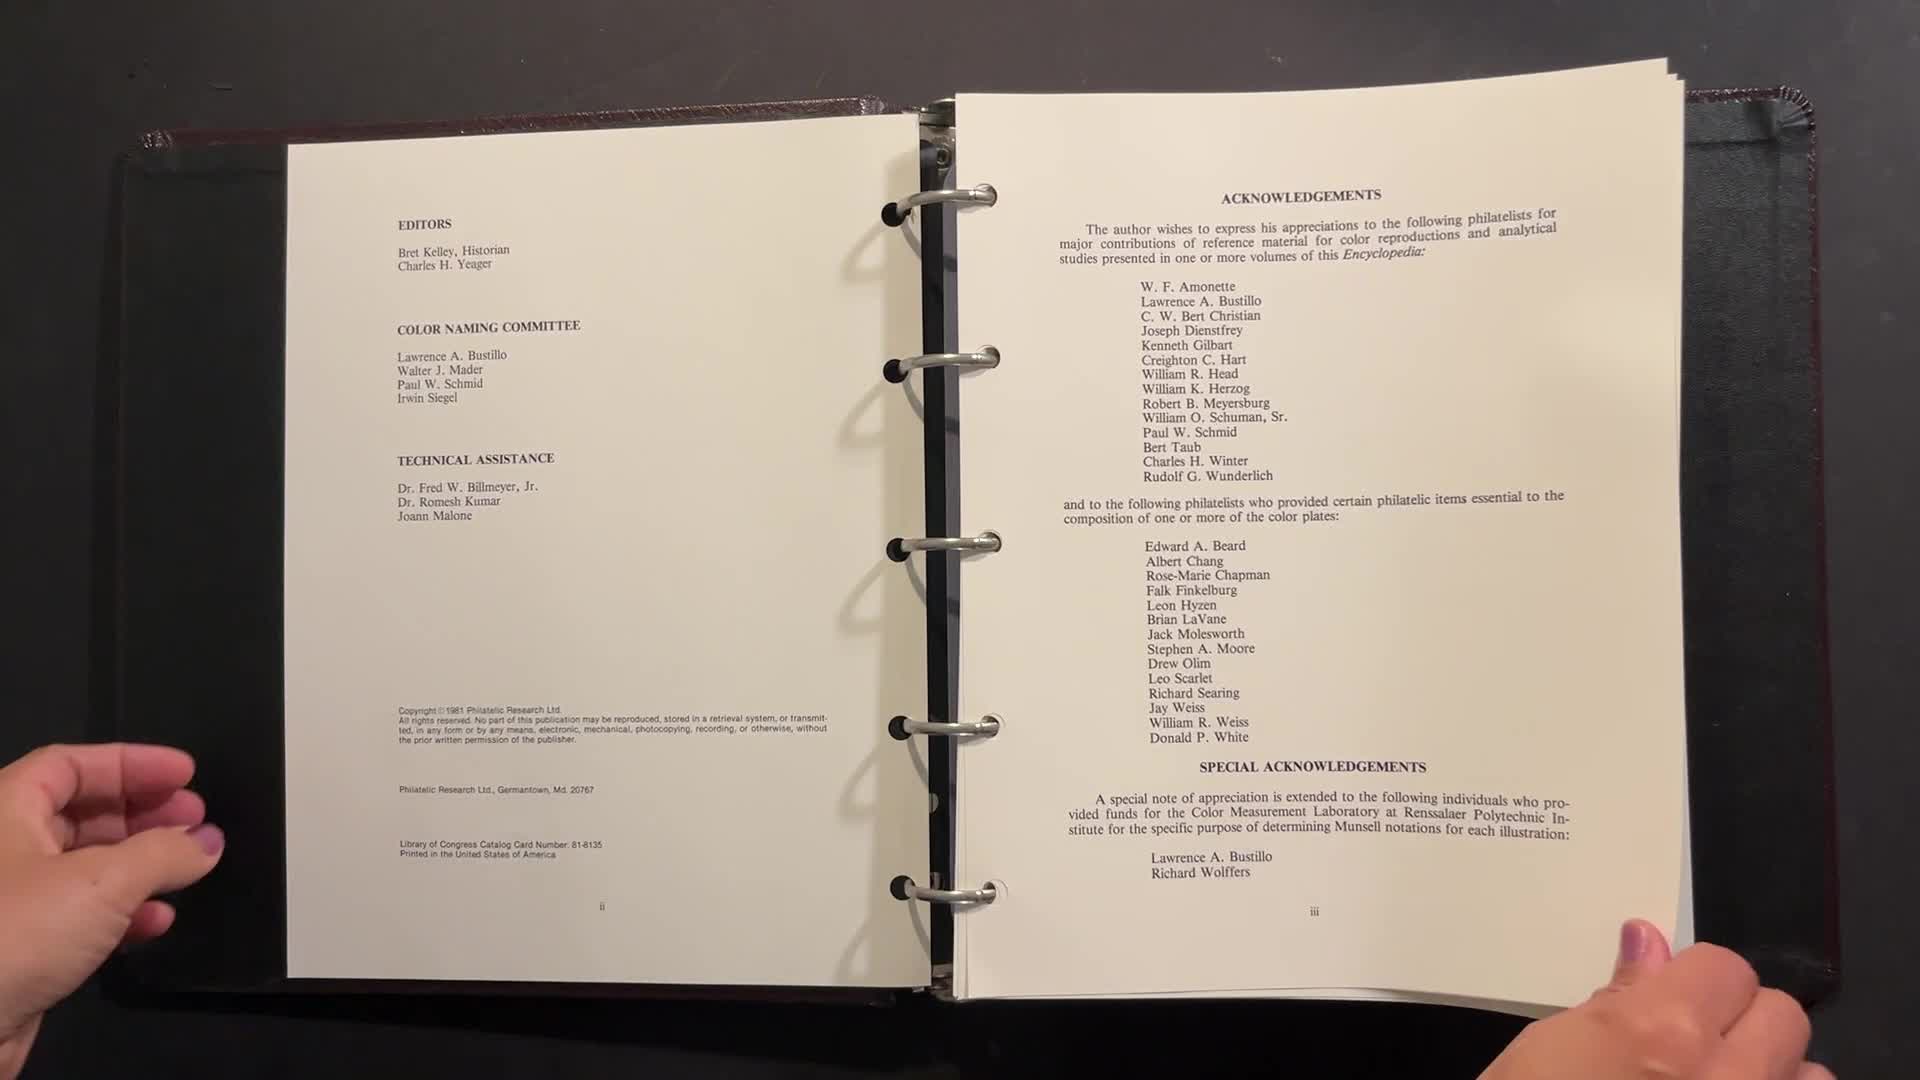 EDITORS
Bret Kelley, Historian
Charles H. Yeager
COLOR NAMING COMMITTEE
Lawrence A. Bustillo
Walter J. Mader
Paul W. Schmid
Irwin Siegel
TECHNICAL ASSISTANCE
Dr. Fred W. Billmeyer, Jr.
Dr. Romesh Kumar
Joann Malone
Copyright © 1981 Philatelic Research Ltd.
All rights reserved. No part of this publication may be reproduced, stored in a retrieval system, or transmit-
ted, in any form or by any means, electronic, mechanical, photocopying, recording, or otherwise, without
the prior written permission of the publisher.
Philatelic Research Ltd., Germantown, Md. 20767
Library of Congress Catalog Card Number: 81-8135
Printed in the United States of America
ii
ACKNOWLEDGEMENTS
The author wishes to express his appreciations to the following philatelists for
major contributions of reference material for color reproductions and analytical
studies presented in one or more volumes of this Encyclopedia:
W. F. Amonette
Lawrence A. Bustillo
C. W. Bert Christian
Joseph Dienstfrey
Kenneth Gilbart
Creighton C. Hart
William R. Head
William K. Herzog
Robert B. Meyersburg
William O. Schuman, Sr.
Paul W. Schmid
Bert Taub
Charles H. Winter
Rudolf G. Wunderlich
and to the following philatelists who provided certain philatelic items essential to the
composition of one or more of the color plates:
Edward A. Beard
Albert Chang
Rose-Marie Chapman
Falk Finkelburg
Leon Hyzen
Brian LaVane
Jack Molesworth
Stephen A. Moore
Drew Olim
Leo Scarlet
Richard Searing
Jay Weiss
William R. Weiss
Donald P. White
SPECIAL ACKNOWLEDGEMENTS
A special note of appreciation is extended to the following individuals who pro-
vided funds for the Color Measurement Laboratory at Renssalaer Polytechnic In-
stitute for the specific purpose of determining Munsell notations for each illustration:
Lawrence A. Bustillo
Richard Wolffers
iii